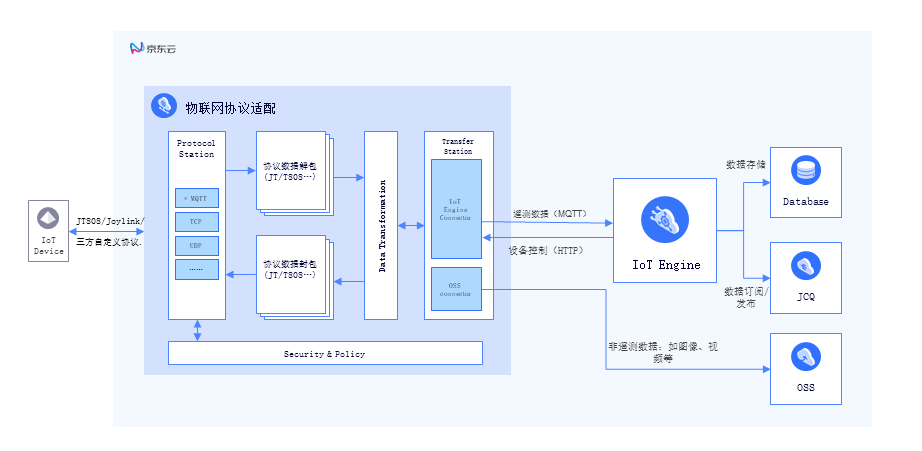 京东云
物联网协议适配
Protocol
Station
> MQTT
TCP
UDP
……
协议数据解包
(JT/TSOS…)
协议数据封包
(JT/TSOS…)
Data Transformation
Transfer
Station
IoT
Engine
Connector
OSS
connector
Security & Policy
JTSOS/Joylink/
三方自定义协议.
IoT
Device
遥测数据（MQTT）
设备控制（HTTP）
IoT Engine
数据存储
Database
数据订阅/
发布
JCQ
非遥测数据：如图像、视
频等
OSS